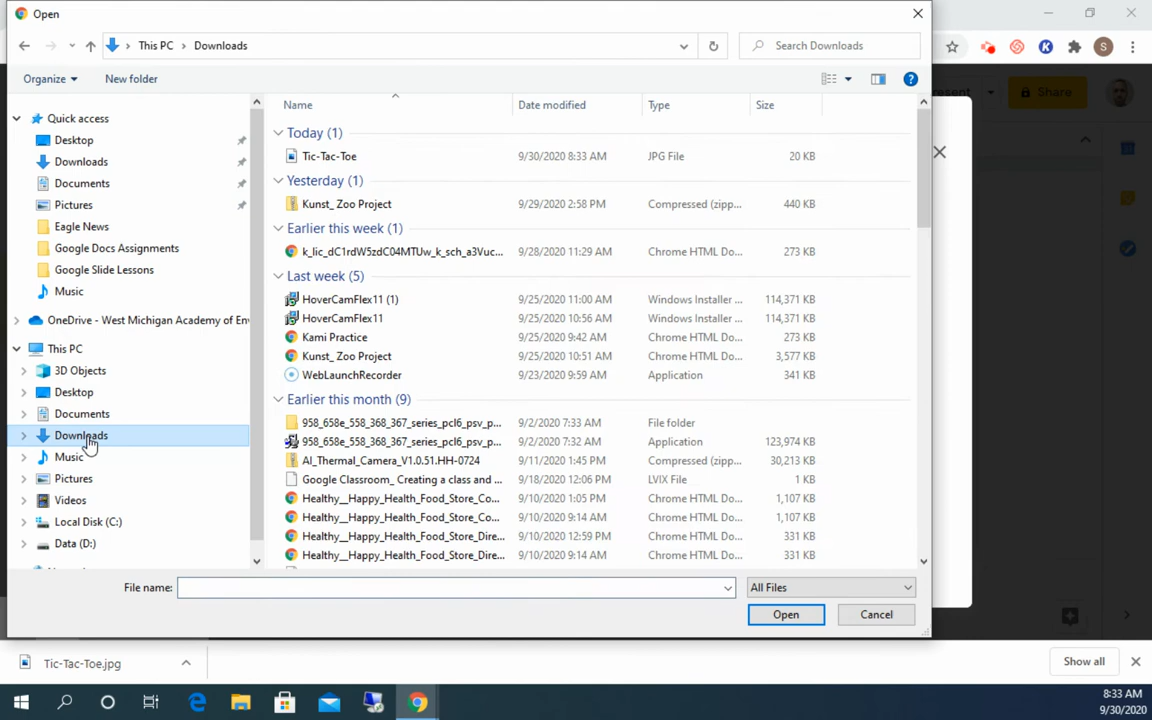 Open
This PC › Downloads
Search Downloads
Organize
New folder
Name
Date modified
Type
Size
Quick access
Desktop
Downloads
Documents
Pictures
Eagle News
Google Docs Assignments
Google Slide Lessons
Music
OneDrive - West Michigan Academy of Env
This PC
3D Objects
Desktop
Documents
Downloads
Music
Pictures
Videos
Local Disk (C:)
Data (D:)
Today (1)
Tic-Tac-Toe 9/30/2020 8:33 AM JPG File 20 KB
Yesterday (1)
Kunst_ Zoo Project 9/29/2020 2:58 PM Compressed (zipp... 440 KB
Earlier this week (1)
k_lic_dC1rdW5zdC04MTUw_k_sch_a3Vuc... 9/28/2020 11:29 AM Chrome HTML Do... 273 KB
Last week (5)
HoverCamFlex11 (1) 9/25/2020 11:00 AM Windows Installer ... 114,371 KB
HoverCamFlex11 9/25/2020 10:56 AM Windows Installer ... 114,371 KB
Kami Practice 9/25/2020 9:42 AM Chrome HTML Do... 273 KB
Kunst_ Zoo Project 9/25/2020 10:51 AM Chrome HTML Do... 3,577 KB
WebLaunchRecorder 9/23/2020 9:59 AM Application 341 KB
Earlier this month (9)
958_658e_558_368_367_series_pcl6_psv_p... 9/2/2020 7:33 AM File folder
958_658e_558_368_367_series_pcl6_psv_p... 9/2/2020 7:32 AM Application 123,974 KB
AI_Thermal_Camera_V1.0.51.HH-0724 9/11/2020 1:45 PM Compressed (zipp... 30,213 KB
Google Classroom_ Creating a class and ... 9/18/2020 12:06 PM LVIX File 1 KB
Healthy__Happy_Health_Food_Store_Co... 9/10/2020 1:05 PM Chrome HTML Do... 1,107 KB
Healthy__Happy_Health_Food_Store_Co... 9/10/2020 9:14 AM Chrome HTML Do... 1,107 KB
Healthy__Happy_Health_Food_Store_Dire... 9/10/2020 12:59 PM Chrome HTML Do... 331 KB
Healthy__Happy_Health_Food_Store_Dire... 9/10/2020 9:14 AM Chrome HTML Do... 331 KB
File name:
All Files
Open
Cancel
K
S
esent
Share
Tic-Tac-Toe.jpg
Show all
8:33 AM
9/30/2020